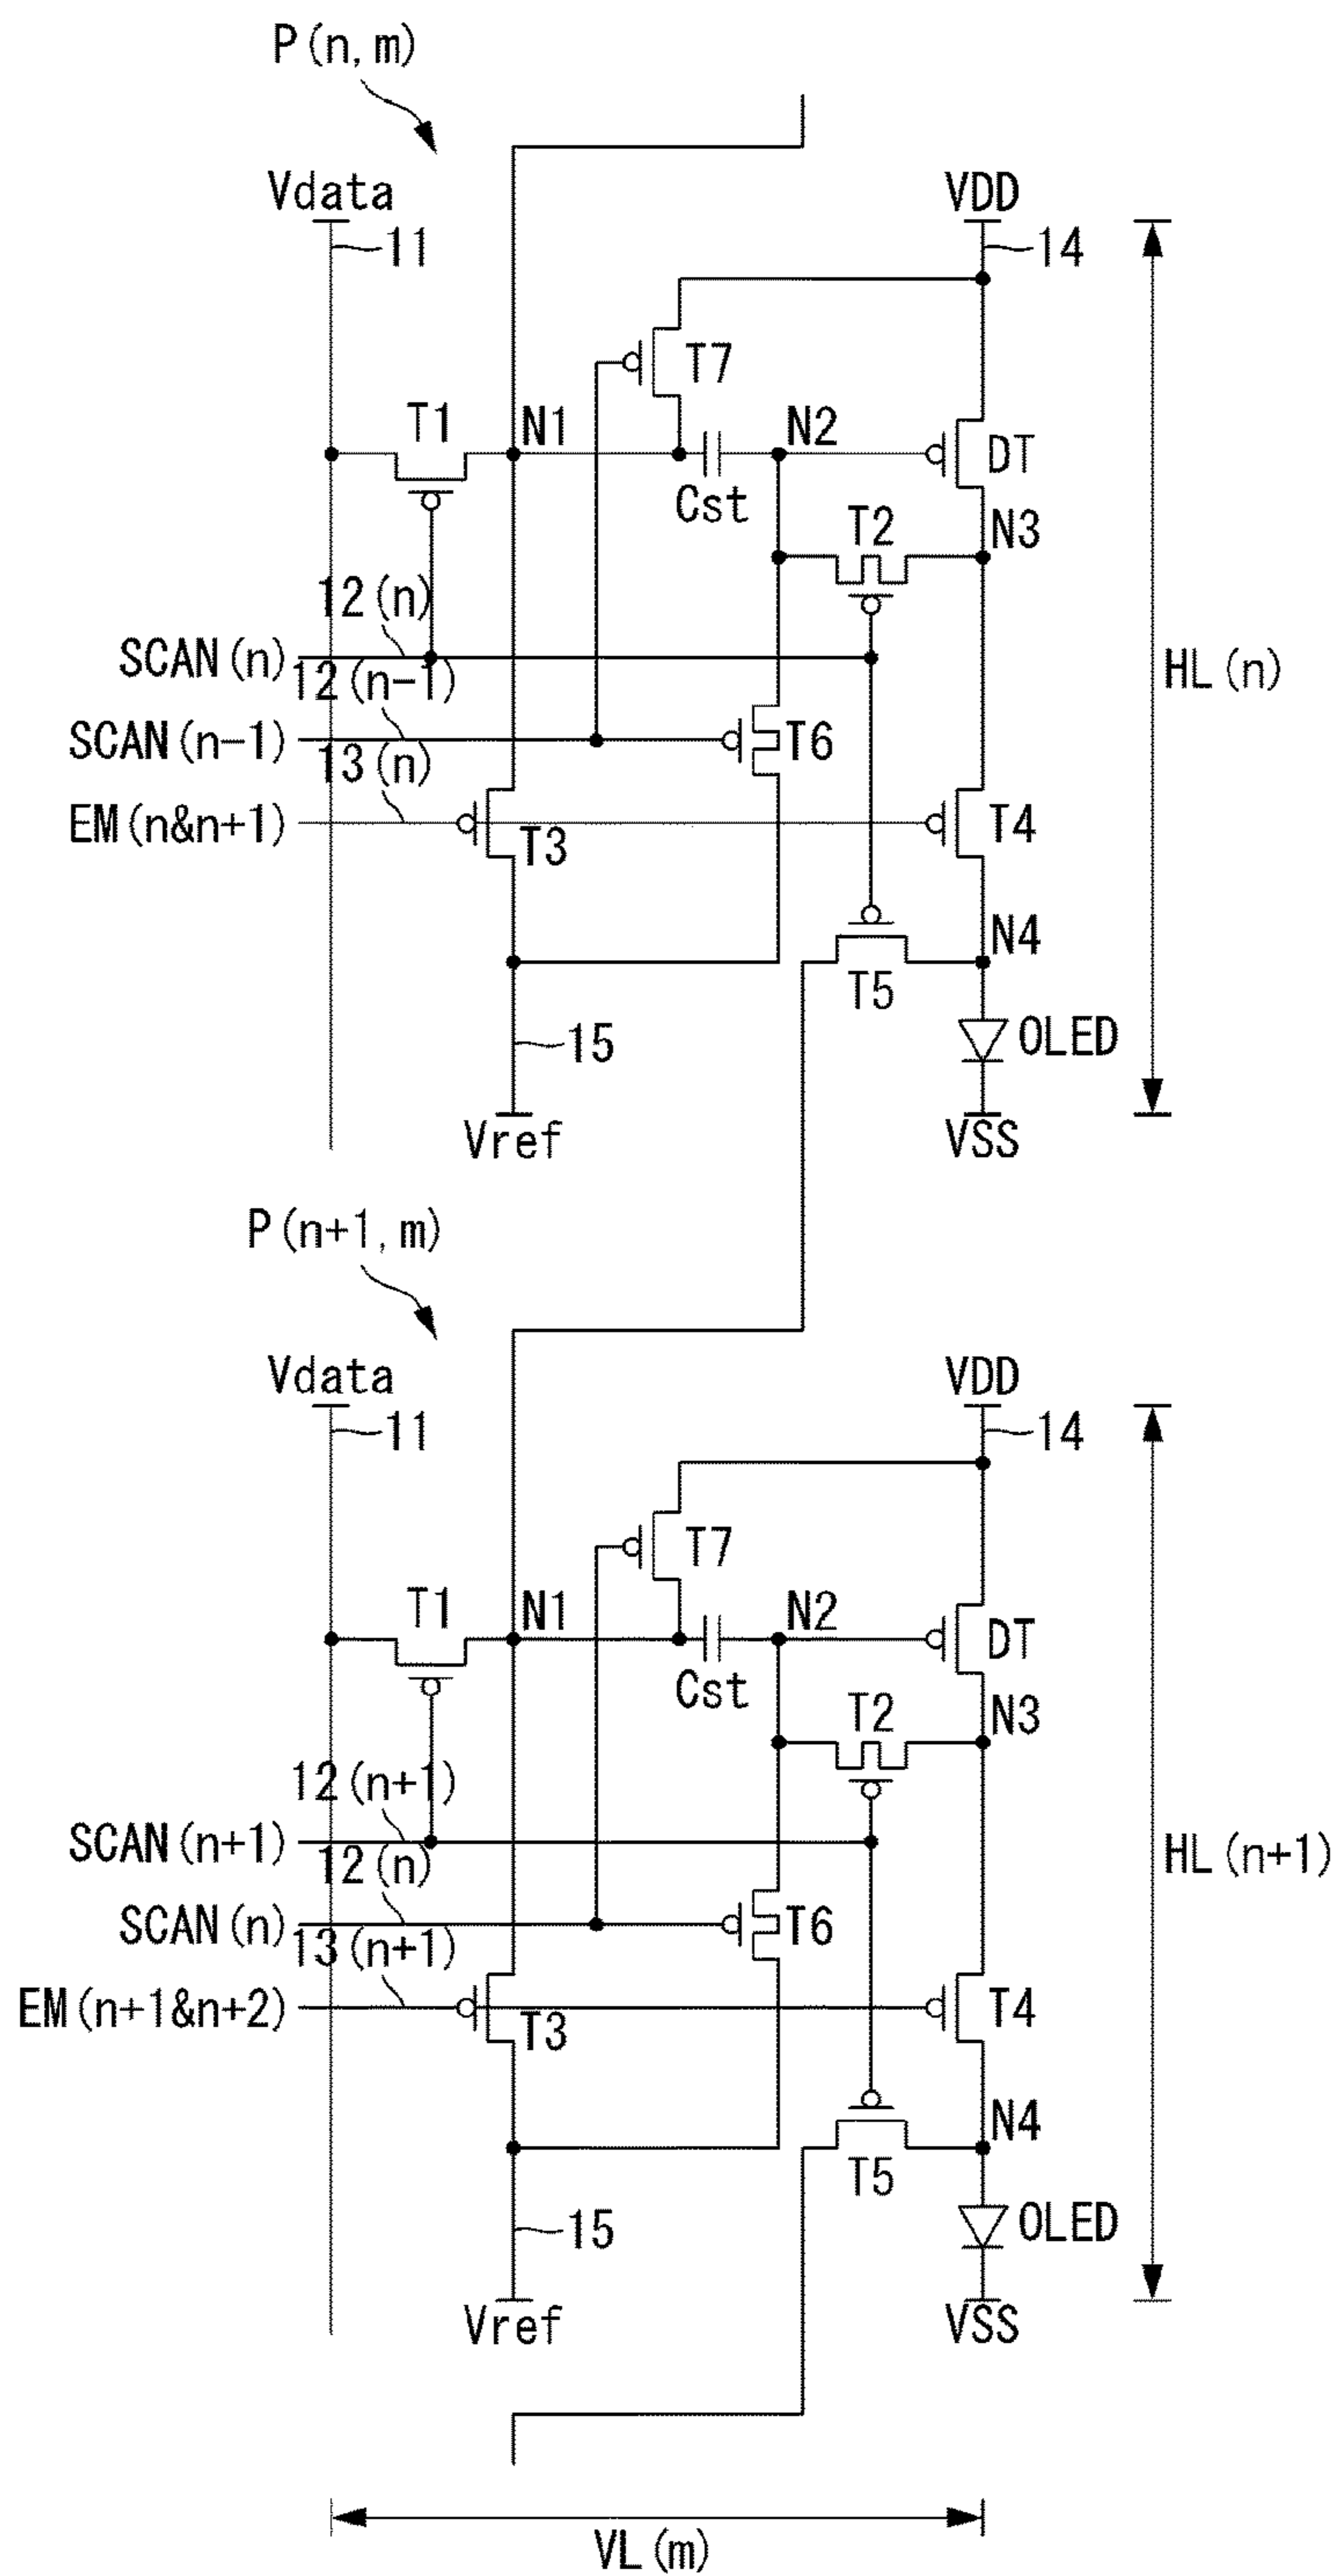 P(n,m)
Vdata
VDD
11
14
T7
T1
N1
N2
DT
Cst
T2
N3
12(n)
SCAN(n)
12(n-1)
HL(n)
SCAN(n-1)
T6
13(n)
EM(n&n+1)
T3
T4
N4
T5
15
OLED
Vref
VSS
P(n+1,m)
Vdata
VDD
11
14
T7
T1
N1
N2
DT
Cst
T2
N3
12(n+1)
SCAN(n+1)
12(n)
HL(n+1)
SCAN(n)
T6
13(n+1)
EM(n+1&n+2)
T3
T4
N4
T5
15
OLED
Vref
VSS
VL(m)